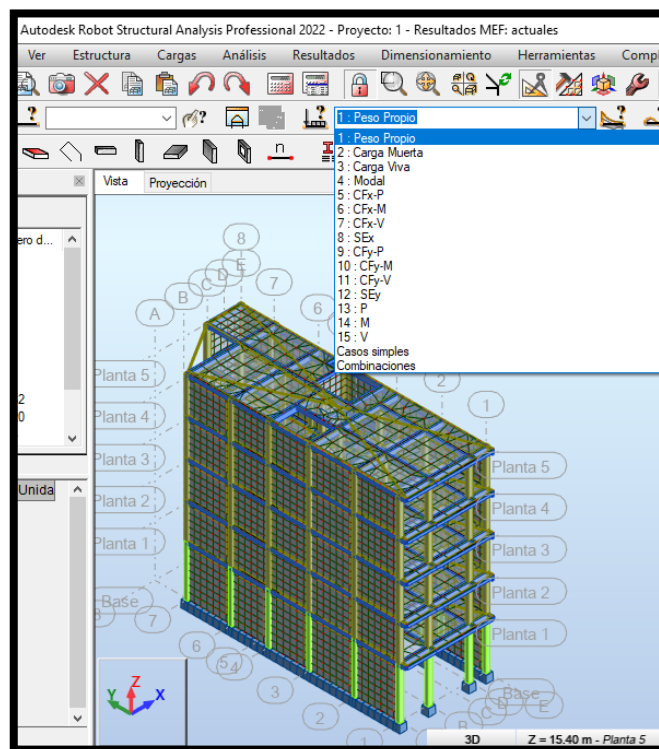 Autodesk Robot Structural Analysis Professional 2022 - Proyecto: 1 - Resultados MEF: actuales
Ver Estructura Cargas Análisis Resultados Dimensionamiento Herramientas Compl
1 : Peso Propio
n
1 : Peso Propio
2 : Carga Muerta
3 : Carga Viva
4 : Modal
5 : CFx-P
6 : CFx-M
7 : CFx-V
8 : SEx
9 : CFy-P
10 : CFy-M
11 : CFy-V
12 : SEy
13 : P
14 : M
15 : V
Casos simples
Combinaciones
Vista Proyección
ero d...
2
0
Unida
8
E
D
C
B
A
7
6
2
1
Planta 5
Planta 4
Planta 3
Planta 2
Planta 1
Base
Planta 5
Planta 4
Planta 3
Planta 2
Planta 1
Base
7
6
5
4
3
2
1
B
C
D
E
Z
Y X
3D Z = 15.40 m - Planta 5